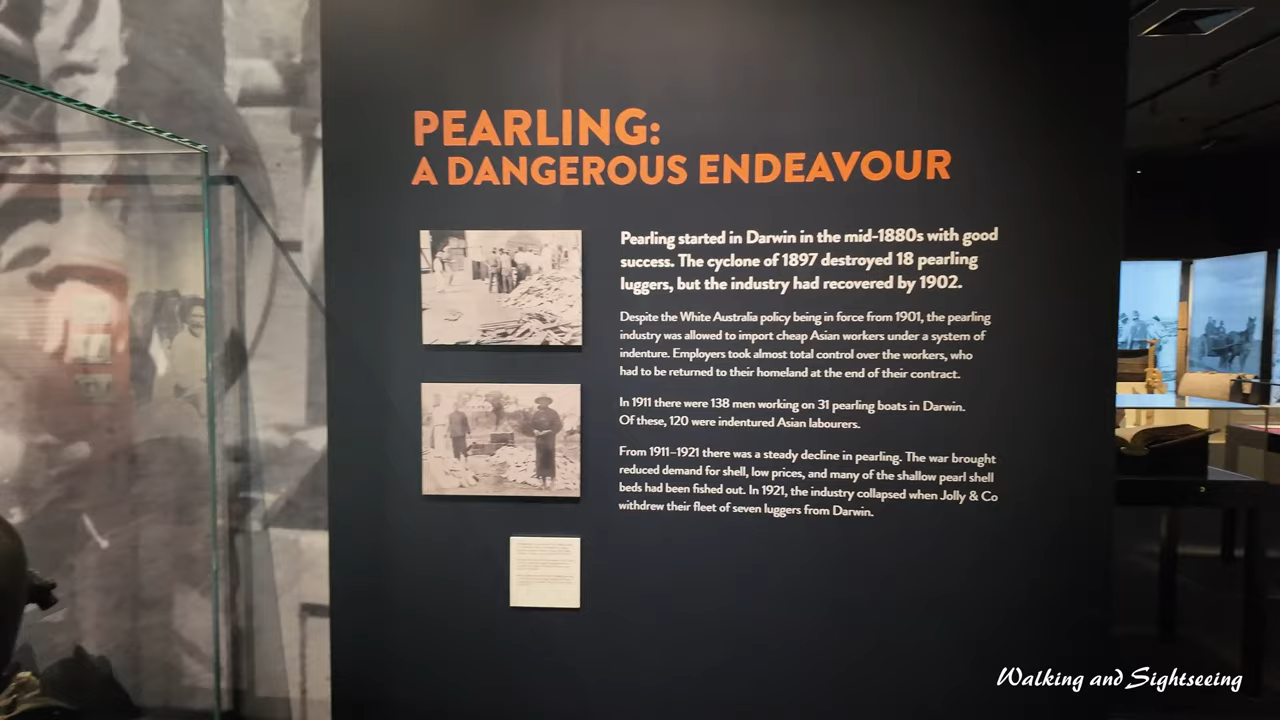 PEARLING:
A DANGEROUS ENDEAVOUR
Pearling started in Darwin in the mid-1880s with good
success. The cyclone of 1897 destroyed 18 pearling
luggers, but the industry had recovered by 1902.
Despite the White Australia policy being in force from 1901, the pearling
industry was allowed to import cheap Asian workers under a system of
indenture. Employers took almost total control over the workers, who
had to be returned to their homeland at the end of their contract.
In 1911 there were 138 men working on 31 pearling boats in Darwin.
Of these, 120 were indentured Asian labourers.
From 1911–1921 there was a steady decline in pearling. The war brought
reduced demand for shell, low prices, and many of the shallow pearl shell
beds had been fished out. In 1921, the industry collapsed when Jolly & Co
withdrew their fleet of seven luggers from Darwin.
Walking and Sightseeing